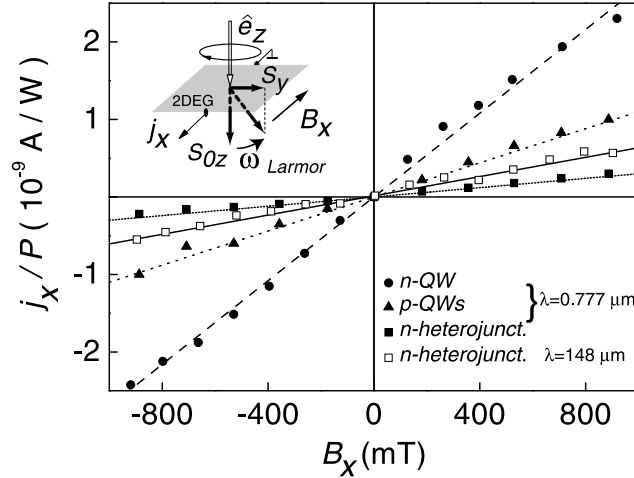 2
1
0
-1
-2
j_x / P ( 10^-9 A / W )
ê_z
S_y
2DEG
B_x
j_x
S_0z
ω_Larmor
n-QW
p-QWs
} λ=0.777 μm
n-heterojunct.
n-heterojunct. λ=148 μm
-800 -400 0 400 800
B_x (mT)